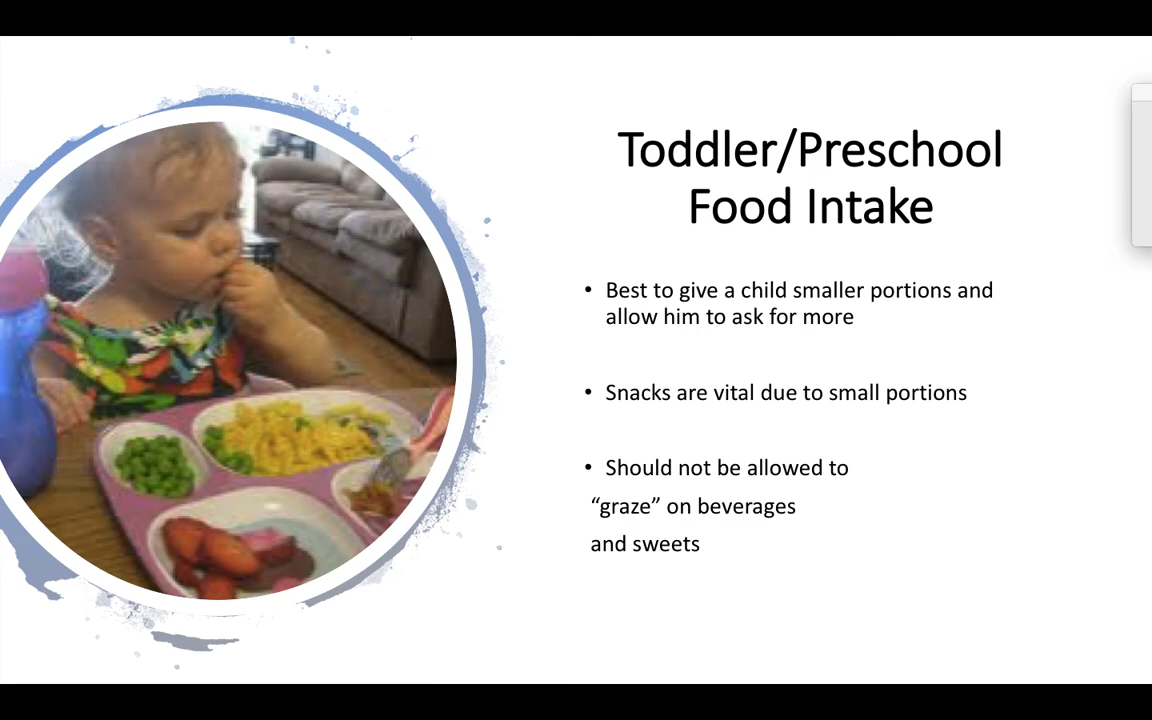 Toddler/Preschool
Food Intake
• Best to give a child smaller portions and
allow him to ask for more
• Snacks are vital due to small portions
• Should not be allowed to
“graze” on beverages
and sweets